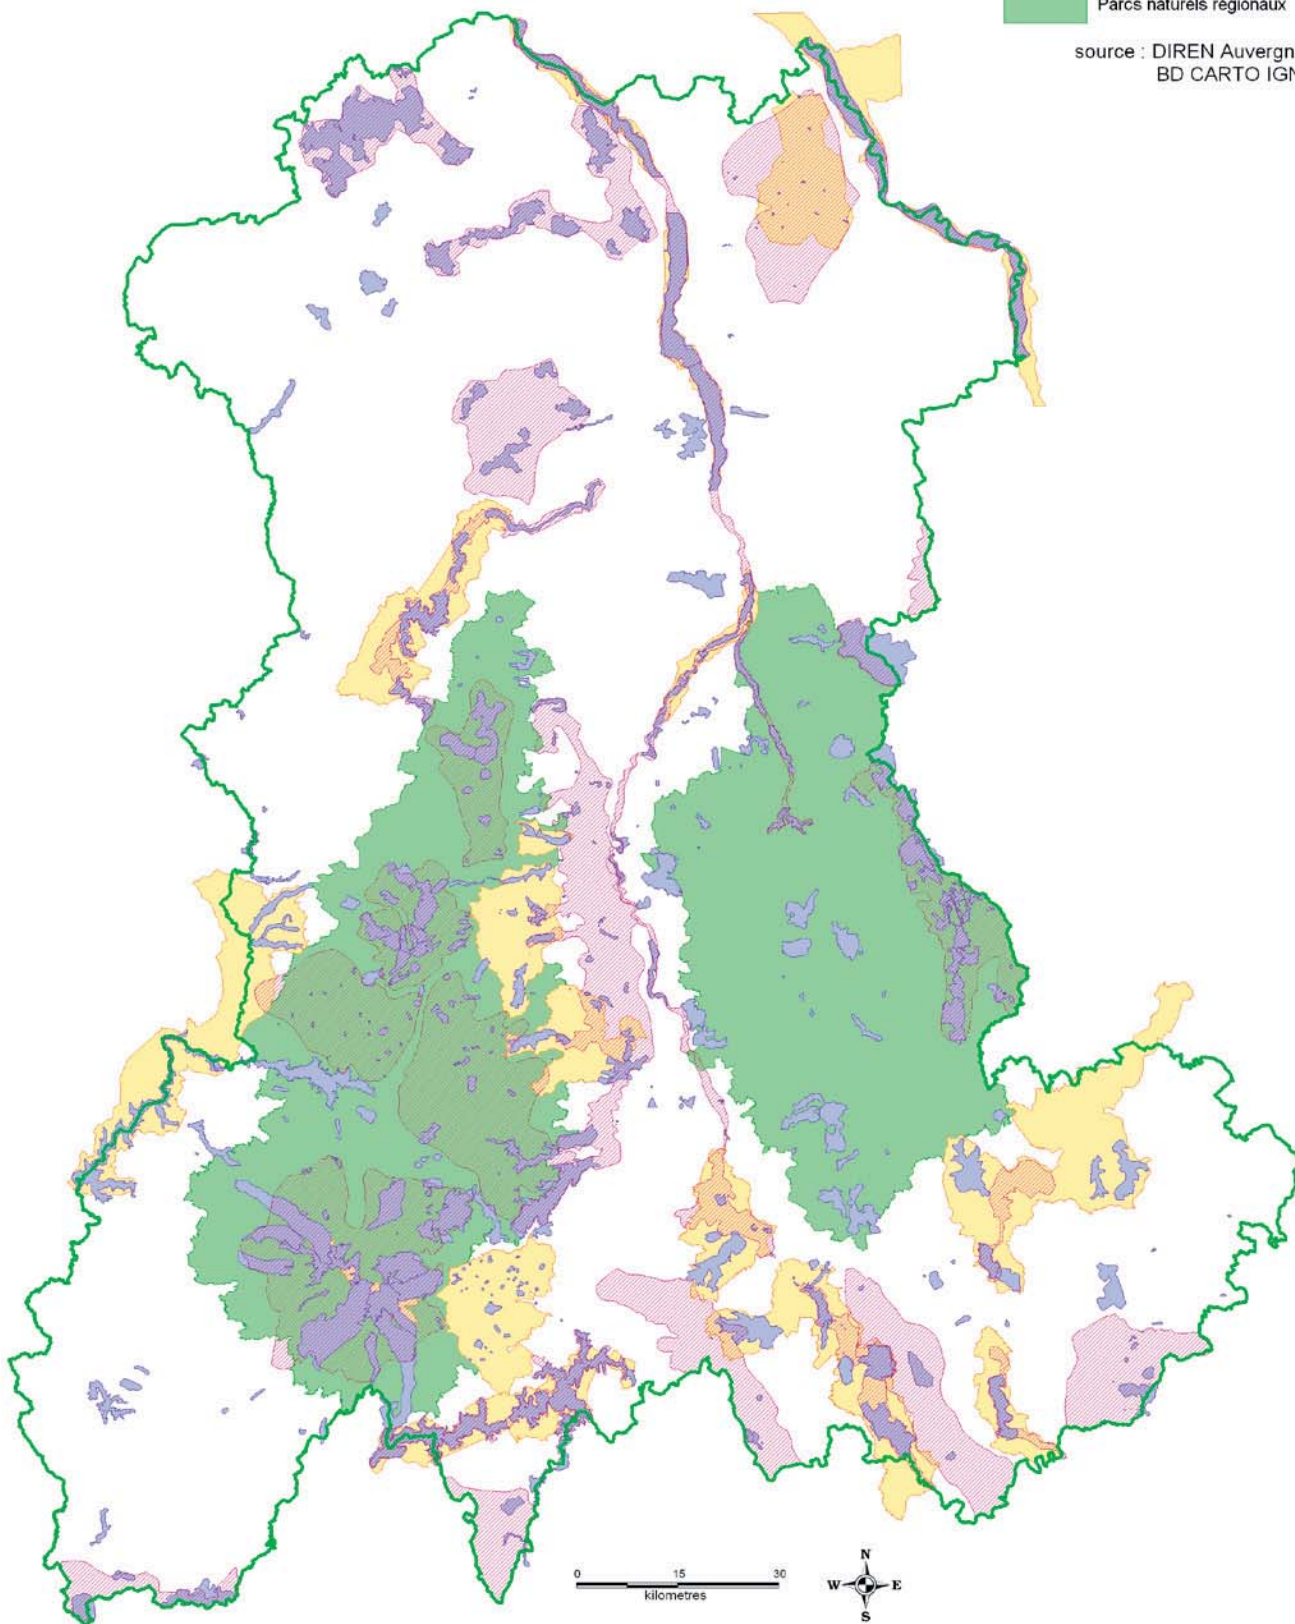 Parcs naturels régionaux
source : DIREN Auvergn
BD CARTO IGN
0 15 30
kilometres
N
W E
S